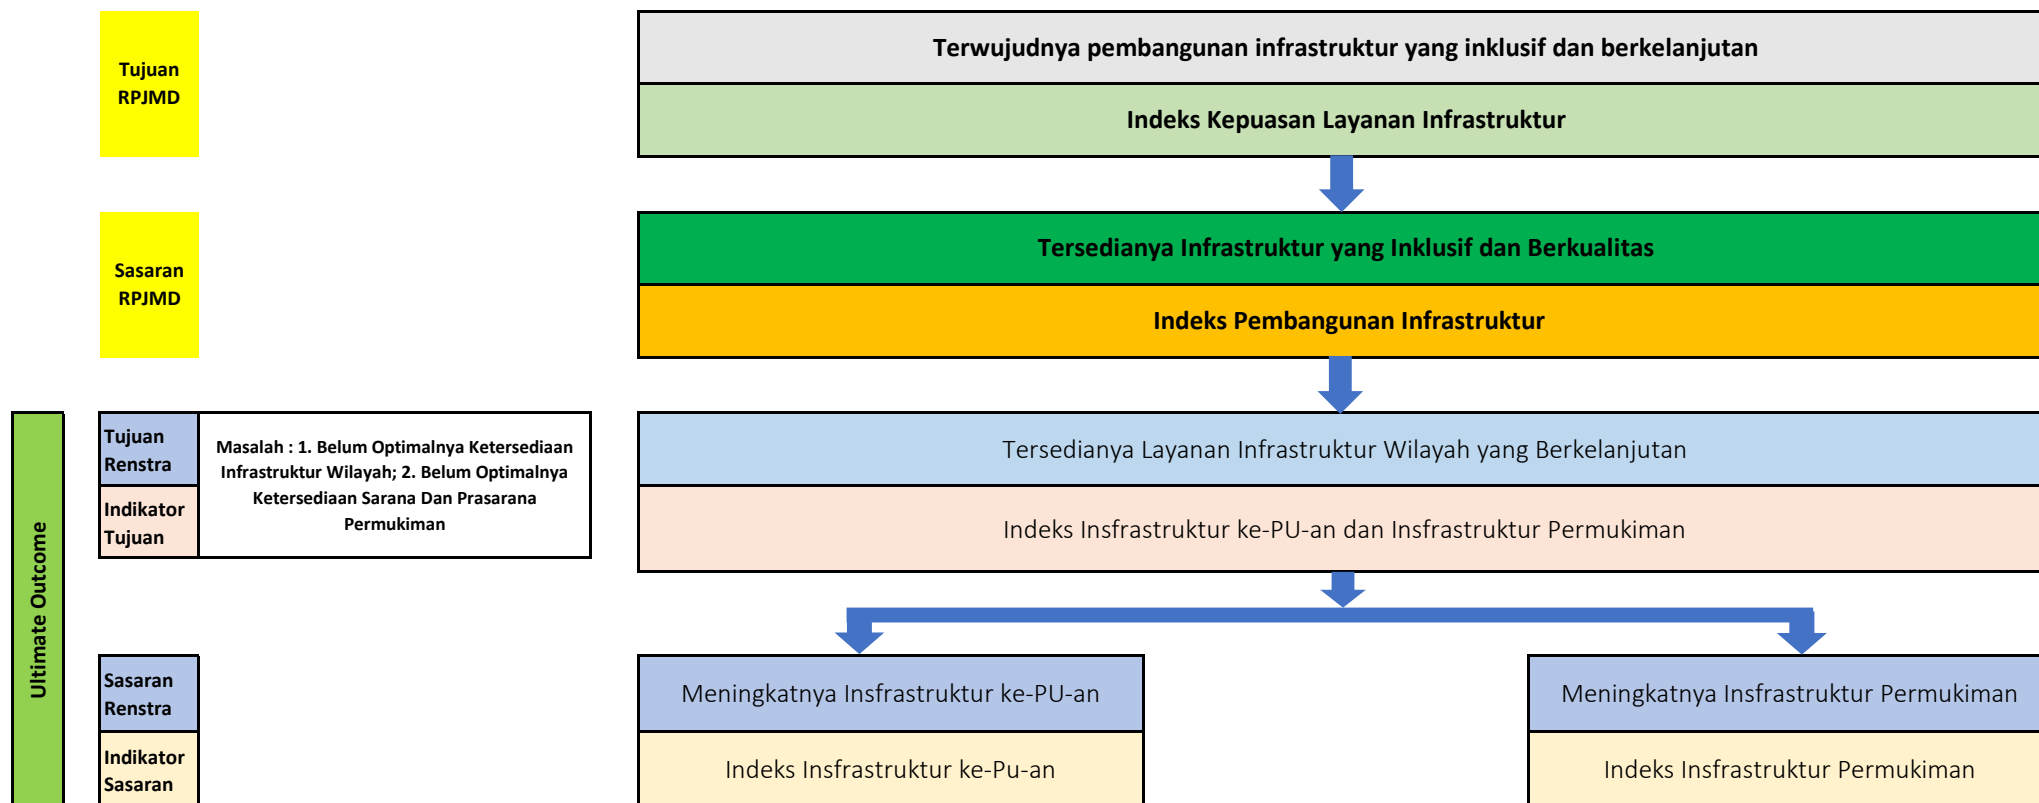 Tujuan
RPJMD
Terwujudnya pembangunan infrastruktur yang inklusif dan berkelanjutan
Indeks Kepuasan Layanan Infrastruktur
Sasaran
RPJMD
Tersedianya Infrastruktur yang Inklusif dan Berkualitas
Indeks Pembangunan Infrastruktur
Ultimate Outcome
Tujuan
Renstra
Indikator
Tujuan
Masalah : 1. Belum Optimalnya Ketersediaan
Infrastruktur Wilayah; 2. Belum Optimalnya
Ketersediaan Sarana Dan Prasarana
Permukiman
Tersedianya Layanan Infrastruktur Wilayah yang Berkelanjutan
Indeks Insfrastruktur ke-PU-an dan Insfrastruktur Permukiman
Sasaran
Renstra
Meningkatnya Insfrastruktur ke-PU-an
Meningkatnya Insfrastruktur Permukiman
Indikator
Sasaran
Indeks Insfrastruktur ke-Pu-an
Indeks Insfrastruktur Permukiman